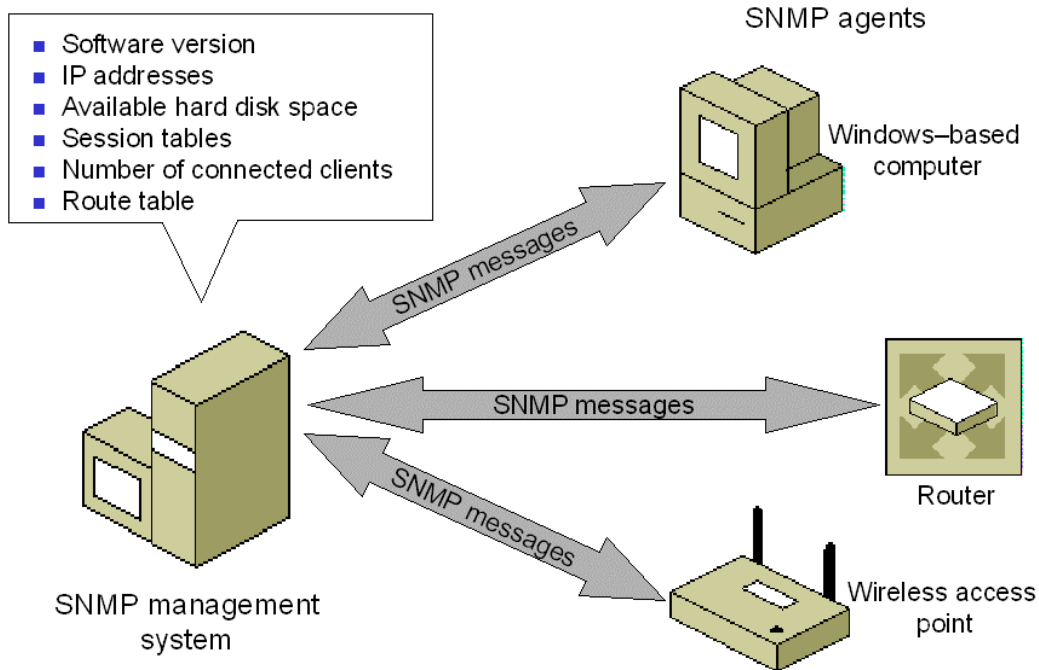 Software version
IP addresses
Available hard disk space
Session tables
Number of connected clients
Route table
SNMP agents
Windows–based
computer
SNMP messages
SNMP messages
SNMP messages
Router
Wireless access
point
SNMP management
system